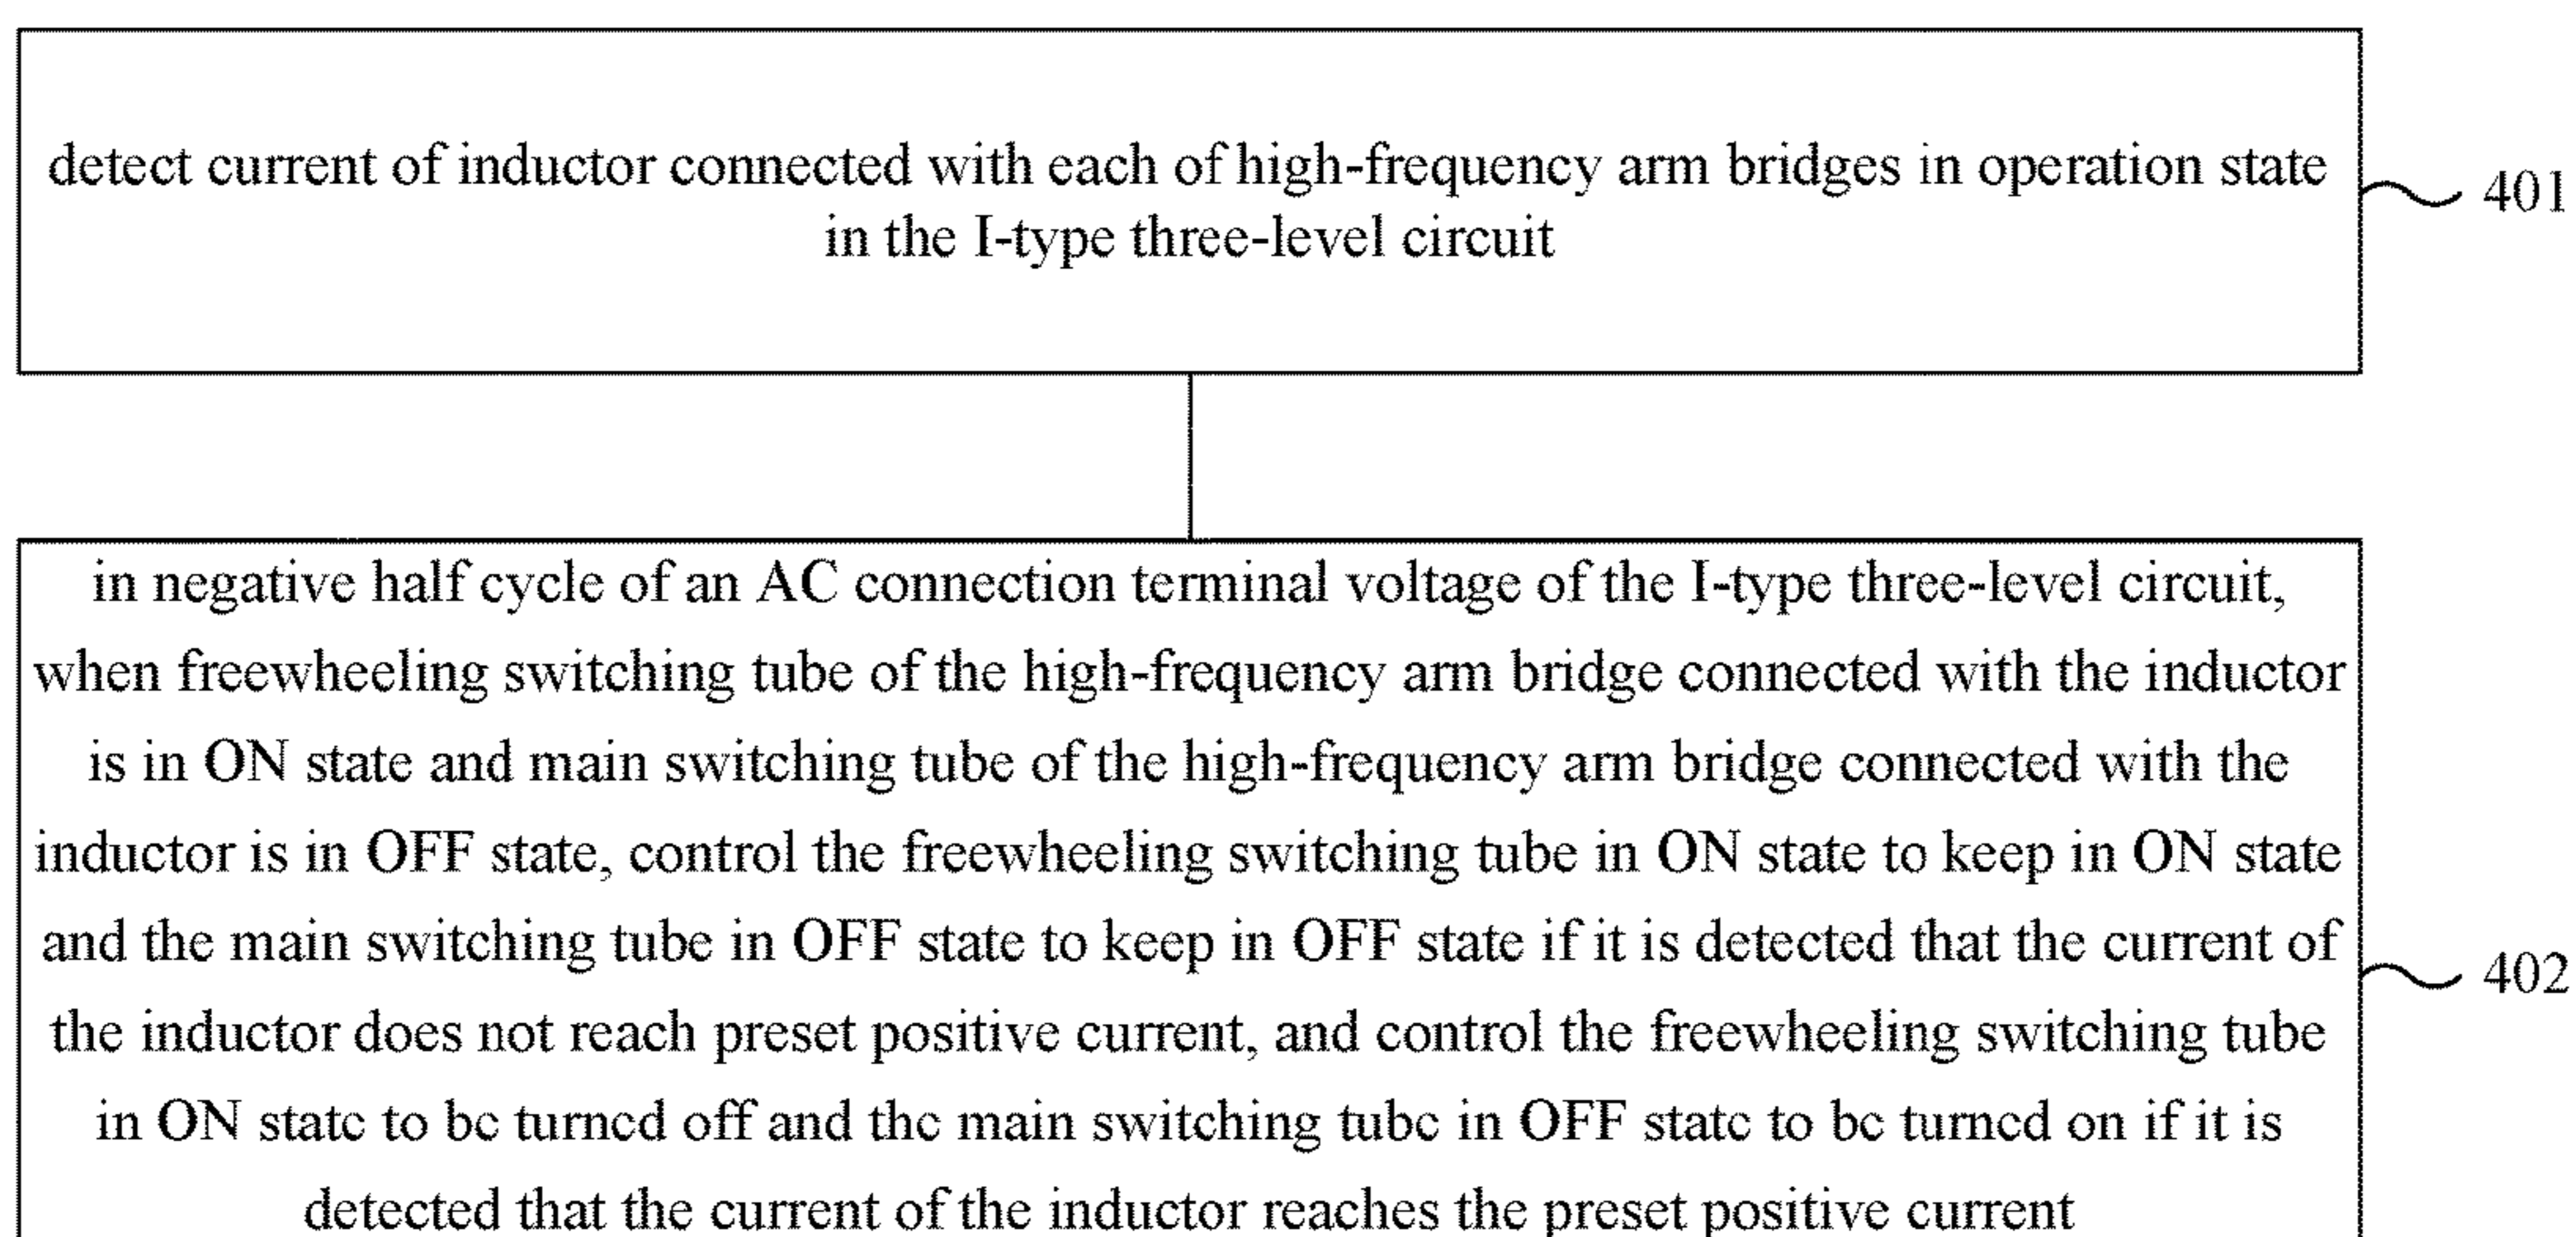 detect current of inductor connected with each of high-frequency arm bridges in operation state
in the I-type three-level circuit
401
in negative half cycle of an AC connection terminal voltage of the I-type three-level circuit,
when freewheeling switching tube of the high-frequency arm bridge connected with the inductor
is in ON state and main switching tube of the high-frequency arm bridge connected with the
inductor is in OFF state, control the freewheeling switching tube in ON state to keep in ON state
and the main switching tube in OFF state to keep in OFF state if it is detected that the current of
the inductor does not reach preset positive current, and control the freewheeling switching tube
in ON state to be turned off and the main switching tube in OFF state to be turned on if it is
detected that the current of the inductor reaches the preset positive current
402